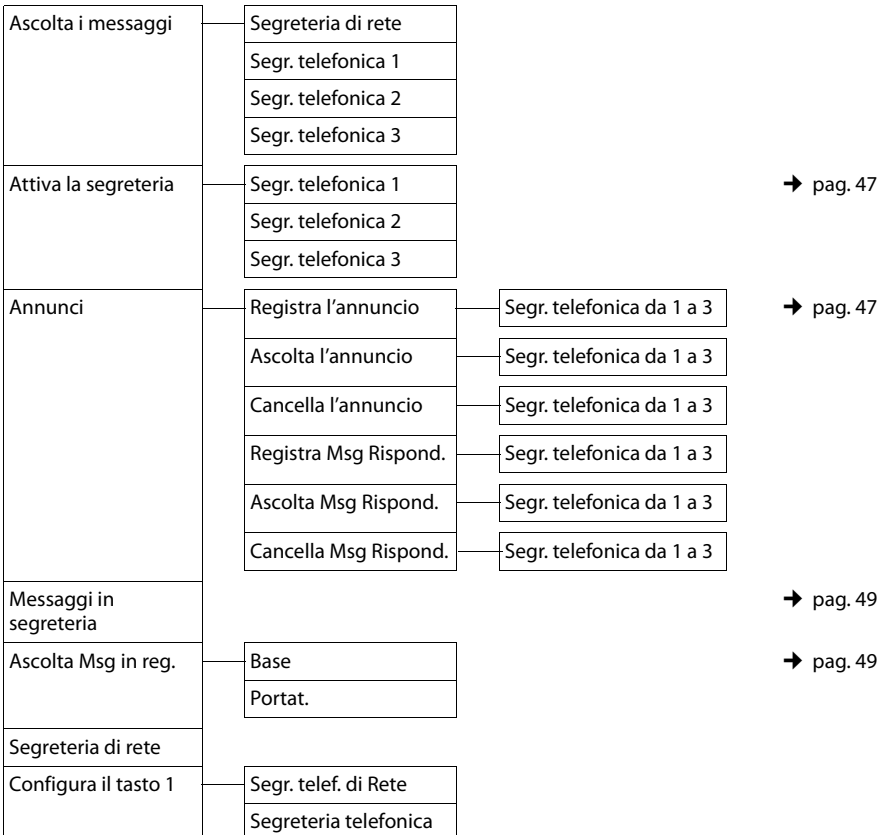 Ascolta i messaggi Segreteria di rete
Segr. telefonica 1
Segr. telefonica 2
Segr. telefonica 3
Attiva la segreteria Segr. telefonica 1 ➔ pag. 47
Segr. telefonica 2
Segr. telefonica 3
Annunci Registra l’annuncio Segr. telefonica da 1 a 3 ➔ pag. 47
Ascolta l’annuncio Segr. telefonica da 1 a 3
Cancella l’annuncio Segr. telefonica da 1 a 3
Registra Msg Rispond. Segr. telefonica da 1 a 3
Ascolta Msg Rispond. Segr. telefonica da 1 a 3
Cancella Msg Rispond. Segr. telefonica da 1 a 3
Messaggi in ➔ pag. 49
segreteria
Ascolta Msg in reg. Base ➔ pag. 49
Portat.
Segreteria di rete
Configura il tasto 1 Segr. telef. di Rete
Segreteria telefonica